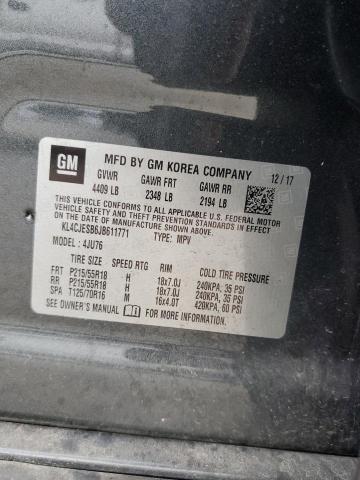 GM
MFD BY GM KOREA COMPANY 12/17
GVWR GAWR FRT GAWR RR
4409 LB 2348 LB 2194 LB
THIS VEHICLE CONFORMS TO ALL APPLICABLE U.S. FEDERAL MOTOR
VEHICLE SAFETY, BUMPER, AND THEFT PREVENTION STANDARDS IN
EFFECT ON THE DATE OF MANUFACTURE SHOWN ABOVE.
KL4CJESB6JB611771 TYPE: MPV
MODEL: 4JU76
TIRE SIZE SPEED RTG RIM COLD TIRE PRESSURE
FRT P215/55R18 H 18x7.0J 240KPA, 35 PSI
RR P215/55R18 H 18x7.0J 240KPA, 35 PSI
SPA T125/70R16 M 16x4.0T 420KPA, 60 PSI
SEE OWNER'S MANUAL i FOR MORE INFORMATION